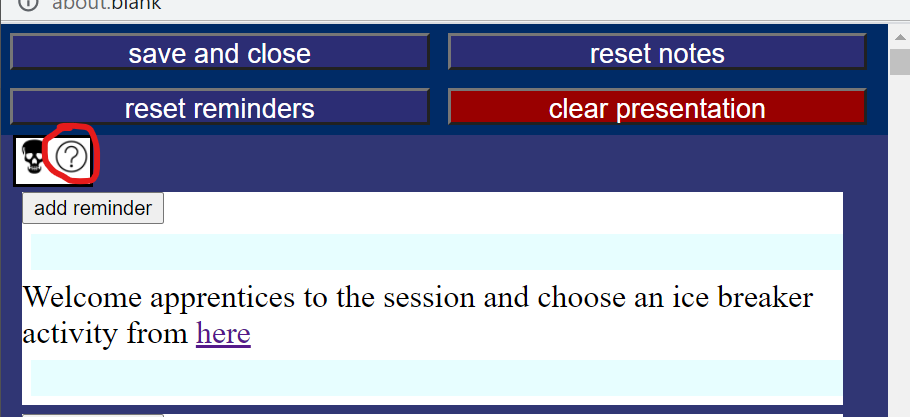 about:blank
save and close
reset notes
reset reminders
clear presentation
?
add reminder
Welcome apprentices to the session and choose an ice breaker
activity from here